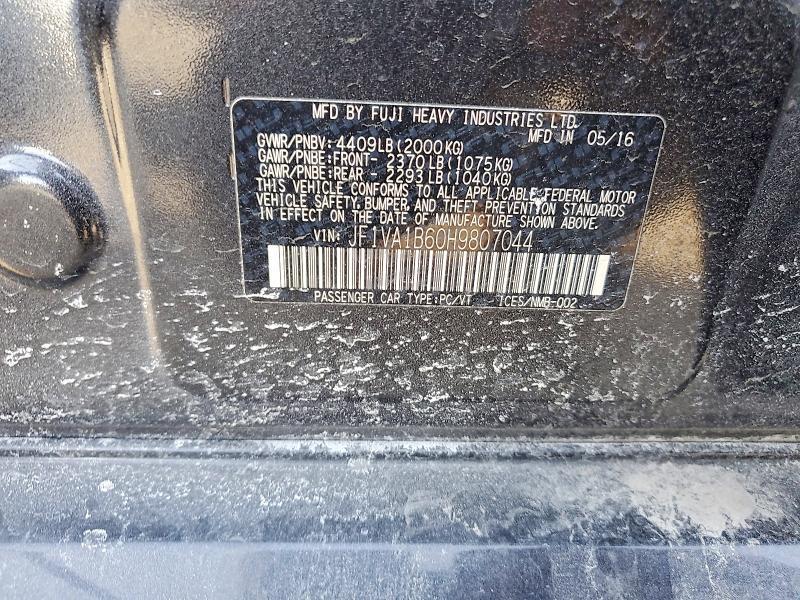 MFD BY FUJI HEAVY INDUSTRIES LTD.
MFD IN 05/16
GVWR/PNBV: 4409LB(2000KG)
GAWR/PNBE:FRONT- 2370LB(1075KG)
GAWR/PNBE:REAR - 2293LB(1040KG)
THIS VEHICLE CONFORMS TO ALL APPLICABLE FEDERAL MOTOR
VEHICLE SAFETY, BUMPER, AND THEFT PREVENTION STANDARDS
IN EFFECT ON THE DATE OF MANUFACTURE SHOWN ABOVE.
VIN: JF1VA1B60H9807044
PASSENGER CAR TYPE:PC/VT ICES/NMB-002